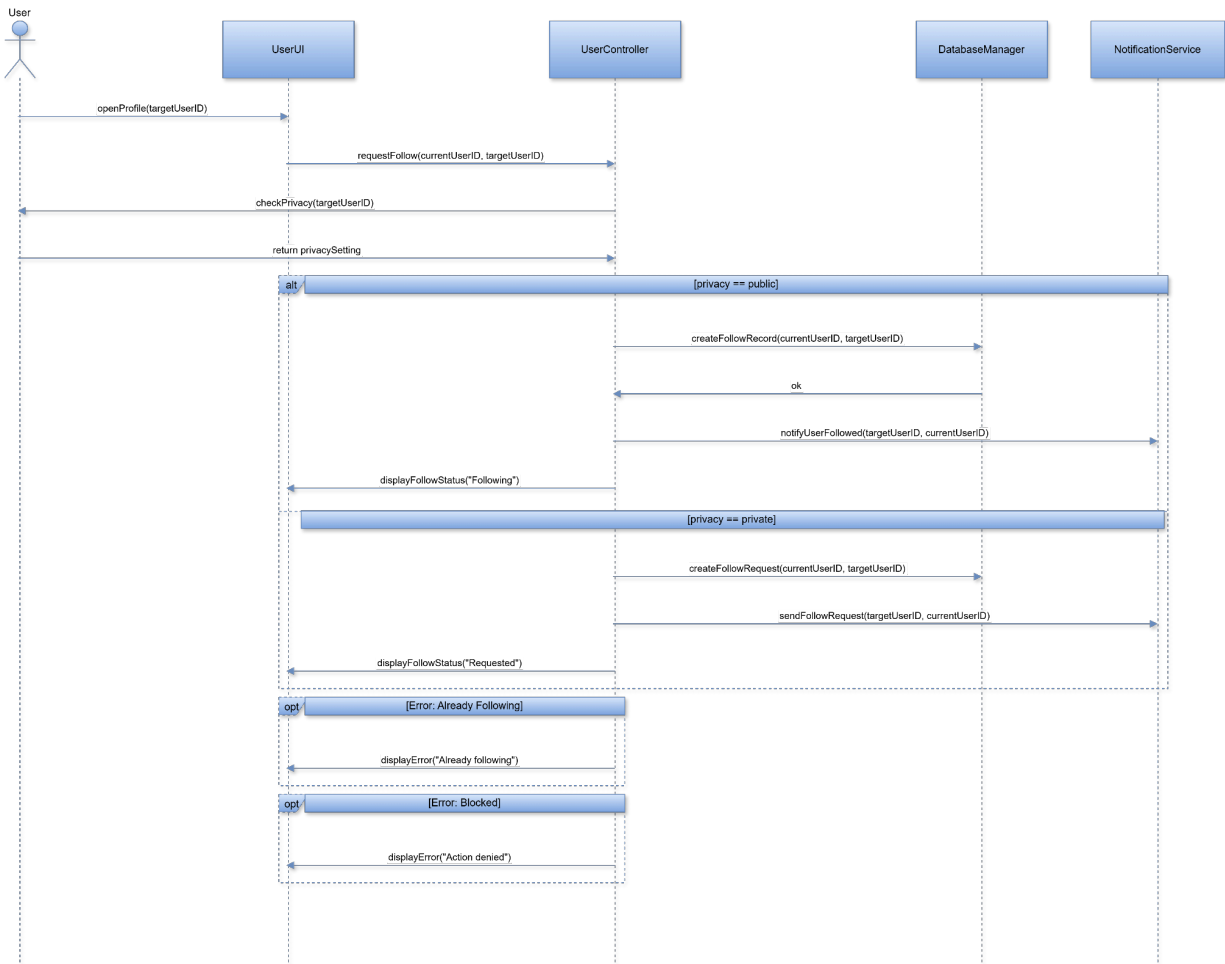 User
UserUI
UserController
DatabaseManager
NotificationService
openProfile(targetUserID)
requestFollow(currentUserID, targetUserID)
checkPrivacy(targetUserID)
return privacySetting
alt
[privacy == public]
createFollowRecord(currentUserID, targetUserID)
ok
notifyUserFollowed(targetUserID, currentUserID)
displayFollowStatus("Following")
[privacy == private]
createFollowRequest(currentUserID, targetUserID)
sendFollowRequest(targetUserID, currentUserID)
displayFollowStatus("Requested")
opt
[Error: Already Following]
displayError("Already following")
opt
[Error: Blocked]
displayError("Action denied")